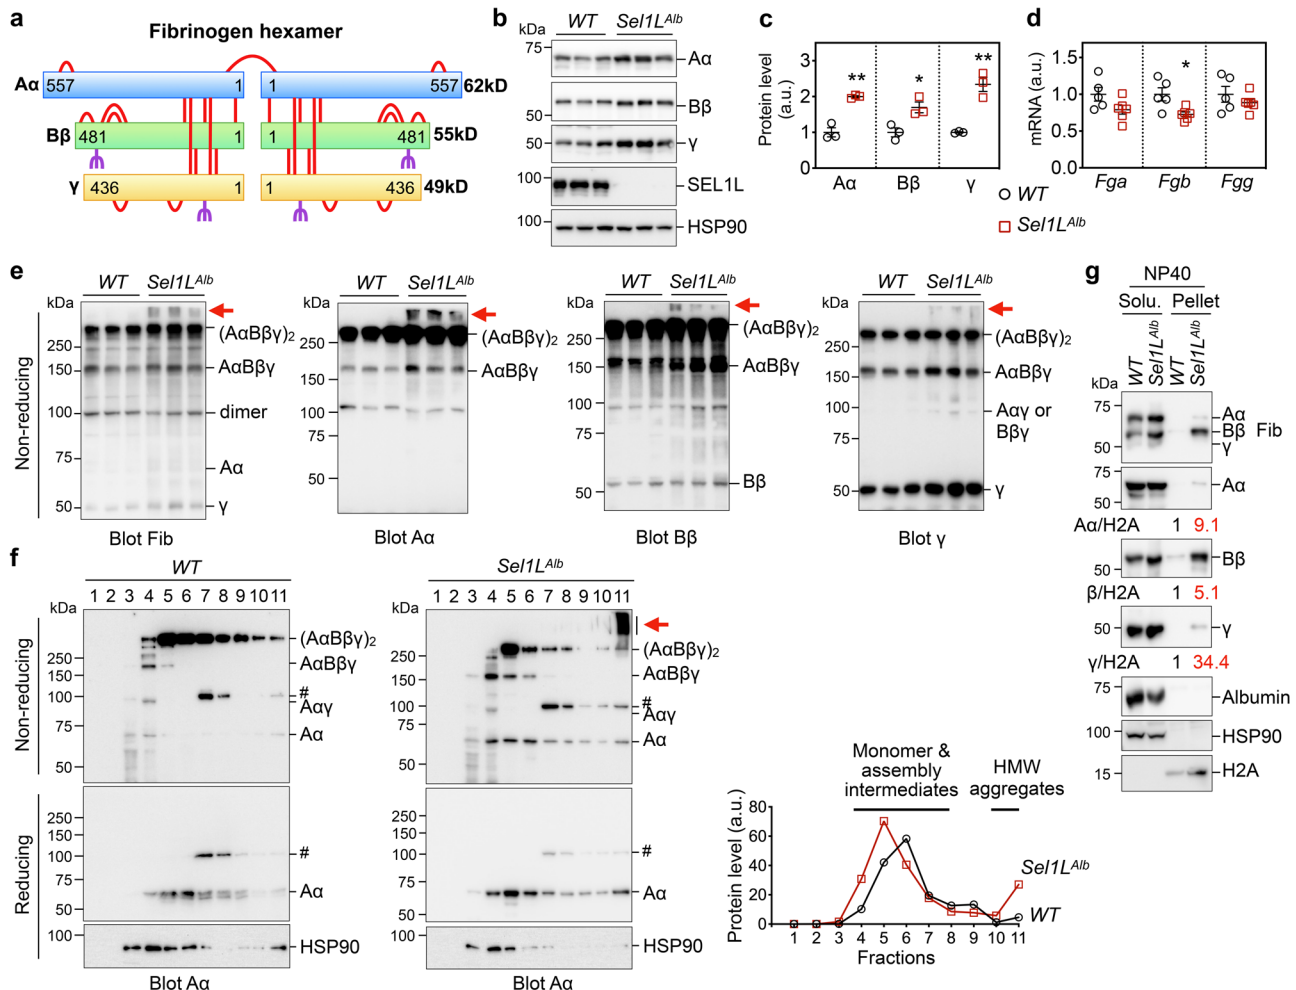 a
Fibrinogen hexamer
Aα 557 1 1 557 62kD
Bβ 481 1 1 481 55kD
γ 436 1 1 436 49kD
b
WT Sel1L^Alb
kDa
75 Aα
Bβ
50
50 γ
100 SEL1L
100 HSP90
c
Protein level (a.u.)
3
2
1
0
** * **
Aα Bβ γ
d
mRNA (a.u.)
1.5
1.0
0.5
0.0
*
Fga Fgb Fgg
WT
Sel1L^Alb
e
Non-reducing
WT Sel1L^Alb
kDa
(AαBβγ)₂
250
150 AαBβγ
100 dimer
75 Aα
50 γ
Blot Fib
WT Sel1L^Alb
kDa
250 (AαBβγ)₂
150 AαBβγ
100
75
50
Blot Aα
WT Sel1L^Alb
kDa
(AαBβγ)₂
250
150 AαBβγ
100
75
50 Bβ
Blot Bβ
WT Sel1L^Alb
kDa
(AαBβγ)₂
250
150 AαBβγ
100 Aαγ or
Bβγ
75
50 γ
Blot γ
f
WT
1 2 3 4 5 6 7 8 9 10 11
kDa
Non-reducing
(AαBβγ)₂
250
AαBβγ
150
100 #
Aαγ
75 Aα
50
Reducing
250
150
100 #
75 Aα
50
100 HSP90
Blot Aα
Sel1L^Alb
1 2 3 4 5 6 7 8 9 10 11
kDa
250 (AαBβγ)₂
150 AαBβγ
100 #
Aαγ
75 Aα
50
250
150
100 #
75 Aα
50
100 HSP90
Blot Aα
Monomer &
assembly
intermediates
HMW
aggregates
Protein level (a.u.)
80
60
40
20
0
Sel1L^Alb
WT
1 2 3 4 5 6 7 8 9 10 11
Fractions
g
NP40
Solu. Pellet
WT Sel1L^Alb WT Sel1L^Alb
kDa
75 Aα
Bβ Fib
50 γ
75 Aα
50
Aα/H2A 1 9.1
Bβ
50
β/H2A 1 5.1
50 γ
γ/H2A 1 34.4
75 Albumin
100 HSP90
15 H2A